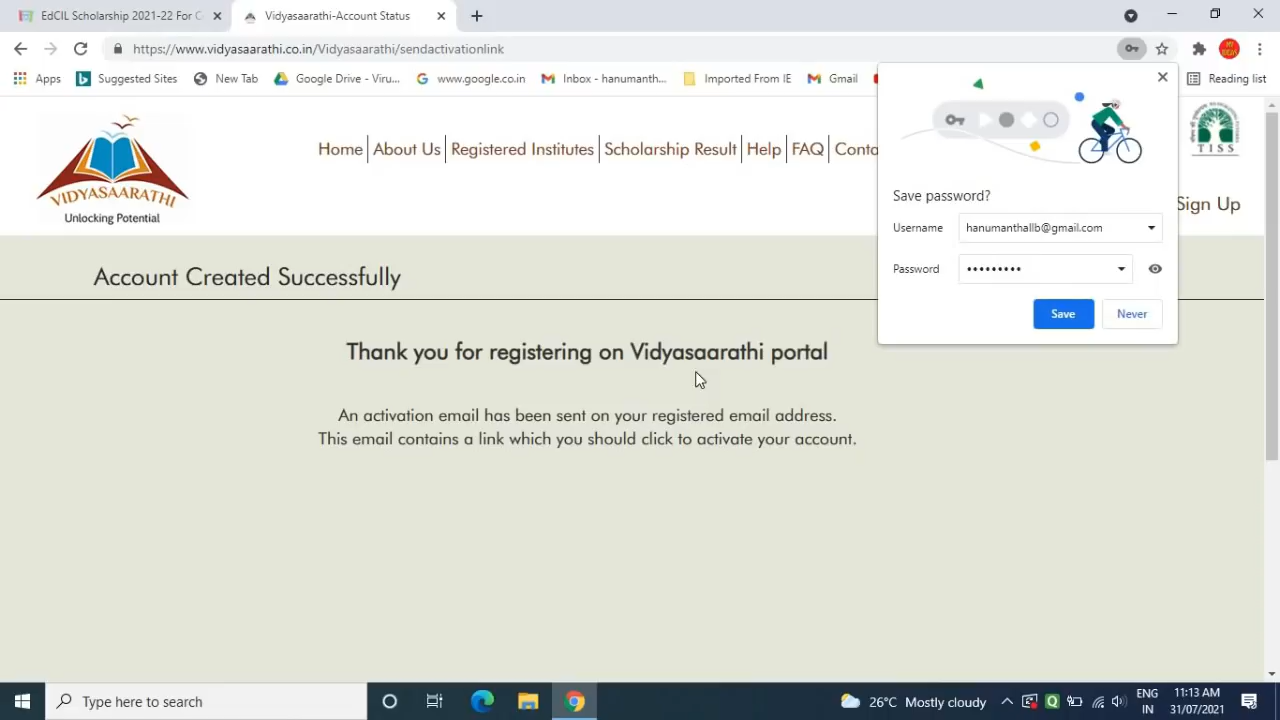 EdCIL Scholarship 2021-22 For C
Vidyasaarathi-Account Status
https://www.vidyasaarathi.co.in/Vidyasaarathi/sendactivationlink
Apps
Suggested Sites
New Tab
Google Drive - Viru...
www.google.co.in
Inbox - hanumanth...
Imported From IE
Gmail
Reading list
VIDYASAARATHI
Unlocking Potential
Home
About Us
Registered Institutes
Scholarship Result
Help
FAQ
Conta
TISS
Sign Up
Save password?
Username
hanumanthallb@gmail.com
Password
•••••••••
Save
Never
Account Created Successfully
Thank you for registering on Vidyasaarathi portal
An activation email has been sent on your registered email address.
This email contains a link which you should click to activate your account.
Type here to search
26°C Mostly cloudy
ENG
IN
11:13 AM
31/07/2021